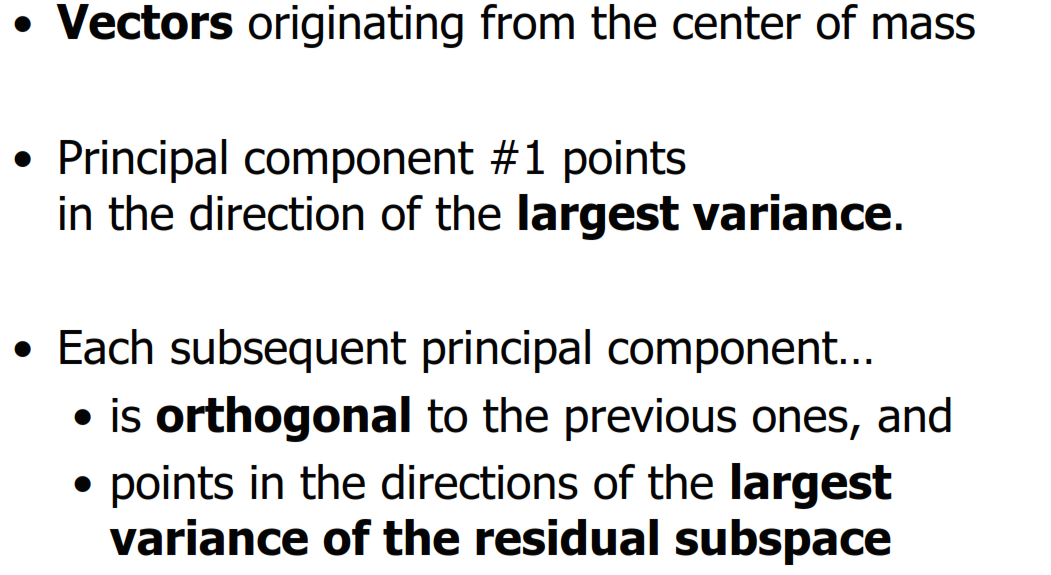 • Vectors originating from the center of mass
• Principal component #1 points
in the direction of the largest variance.
• Each subsequent principal component…
• is orthogonal to the previous ones, and
• points in the directions of the largest
variance of the residual subspace